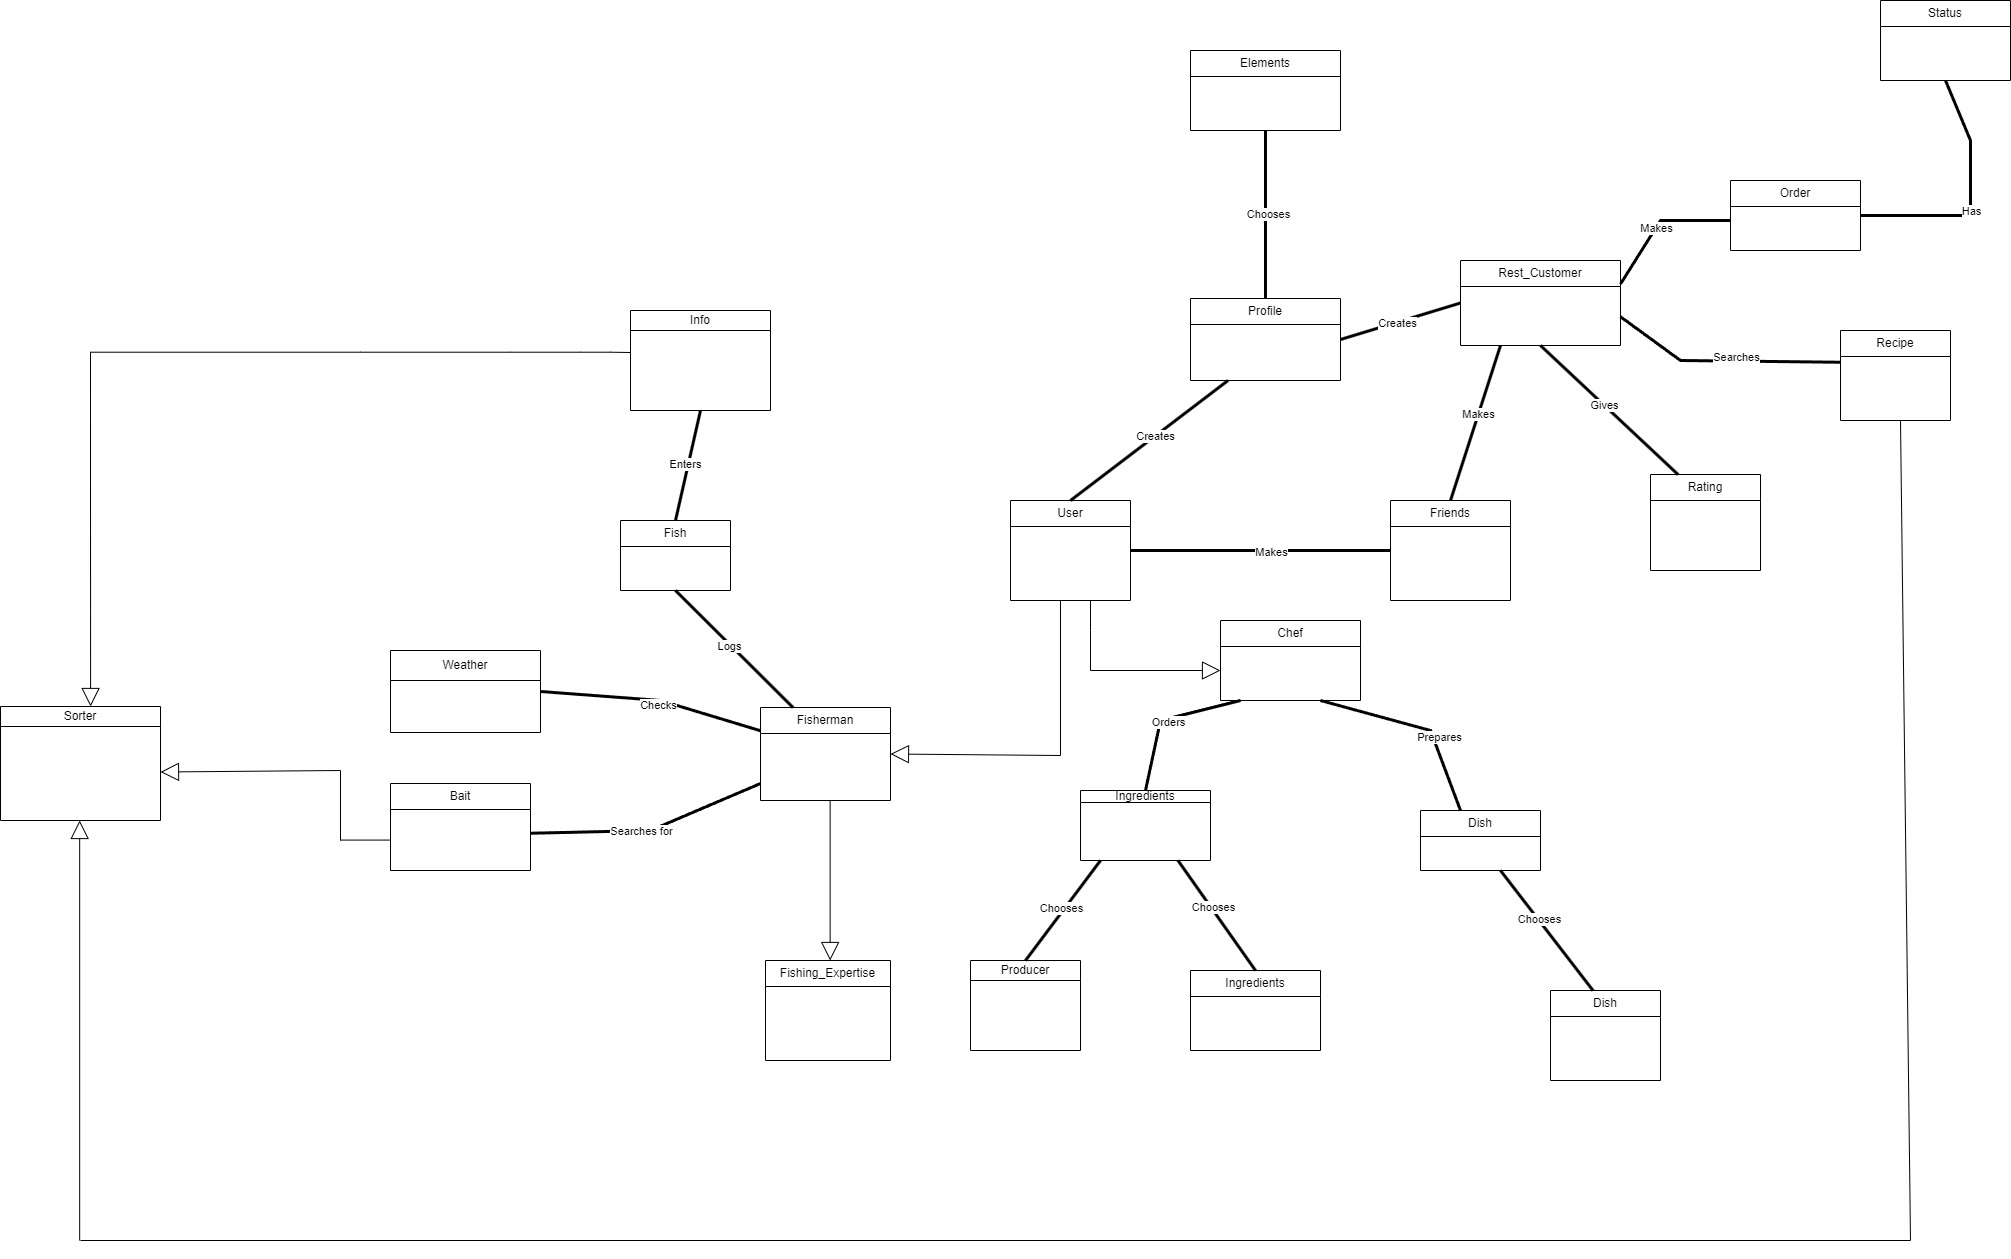 Status
Elements
Order
Chooses
Has
Makes
Rest_Customer
Profile
Info
Creates
Recipe
Searches
Gives
Makes
Creates
Enters
Rating
User
Friends
Fish
Makes
Chef
Logs
Weather
Checks
Sorter
Fisherman
Orders
Prepares
Bait
Ingredients
Dish
Searches for
Chooses
Chooses
Chooses
Fishing_Expertise
Producer
Ingredients
Dish